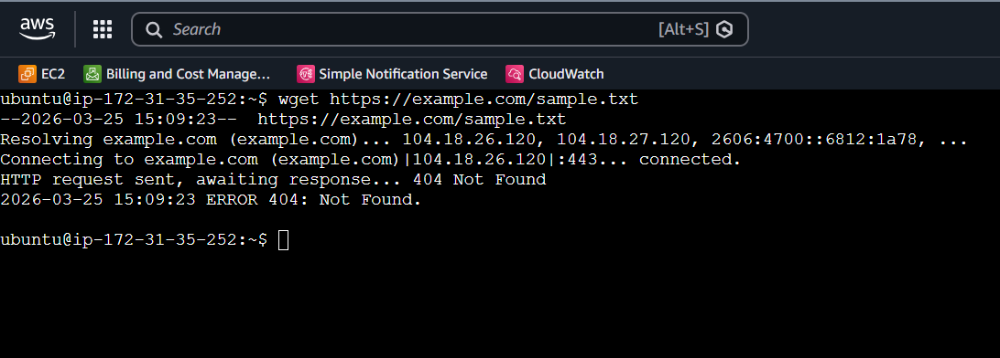 aws
Search [Alt+S]
EC2 Billing and Cost Manage... Simple Notification Service CloudWatch
ubuntu@ip-172-31-35-252:~$ wget https://example.com/sample.txt
--2026-03-25 15:09:23--  https://example.com/sample.txt
Resolving example.com (example.com)... 104.18.26.120, 104.18.27.120, 2606:4700::6812:1a78, ...
Connecting to example.com (example.com)|104.18.26.120|:443... connected.
HTTP request sent, awaiting response... 404 Not Found
2026-03-25 15:09:23 ERROR 404: Not Found.
ubuntu@ip-172-31-35-252:~$